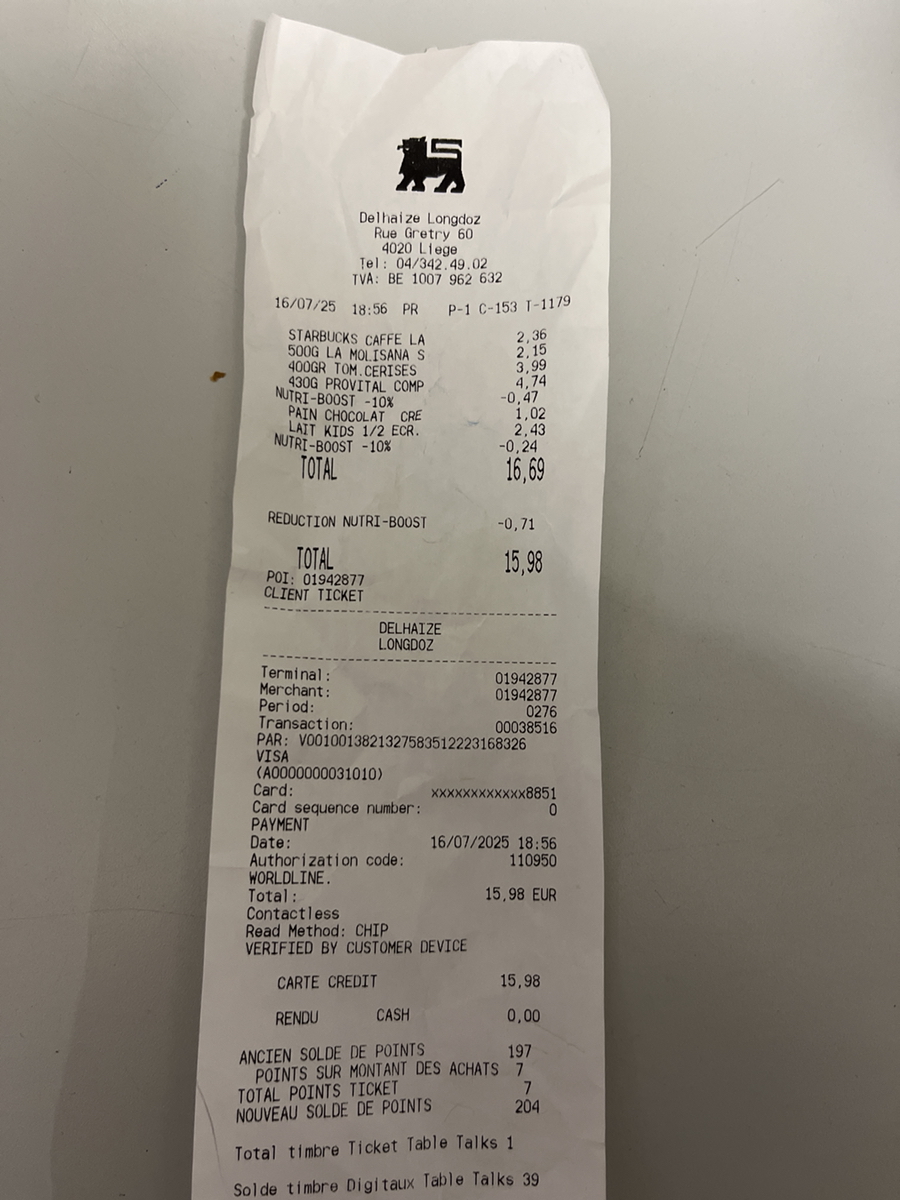 Delhaize Longdoz
Rue Gretry 60
4020 Liege
Tel: 04/342.49.02
TVA: BE 1007 962 632
16/07/25 18:56 PR P-1 C-153 T-1179
STARBUCKS CAFFE LA 2,36
500G LA MOLISANA S 2,15
400GR TOM.CERISES 3,99
430G PROVITAL COMP 4,74
NUTRI-BOOST -10% -0,47
PAIN CHOCOLAT CRE 1,02
LAIT KIDS 1/2 ECR. 2,43
NUTRI-BOOST -10% -0,24
TOTAL 16,69
REDUCTION NUTRI-BOOST -0,71
TOTAL 15,98
POI: 01942877
CLIENT TICKET
DELHAIZE
LONGDOZ
Terminal: 01942877
Merchant: 01942877
Period: 0276
Transaction: 00038516
PAR: V0010013821327583512223168326
VISA
(A0000000031010)
Card: xxxxxxxxxxxx8851
Card sequence number: 0
PAYMENT
Date: 16/07/2025 18:56
Authorization code: 110950
WORLDLINE.
Total: 15,98 EUR
Contactless
Read Method: CHIP
VERIFIED BY CUSTOMER DEVICE
CARTE CREDIT 15,98
RENDU CASH 0,00
ANCIEN SOLDE DE POINTS 197
POINTS SUR MONTANT DES ACHATS 7
TOTAL POINTS TICKET 7
NOUVEAU SOLDE DE POINTS 204
Total timbre Ticket Table Talks 1
Solde timbre Digitaux Table Talks 39